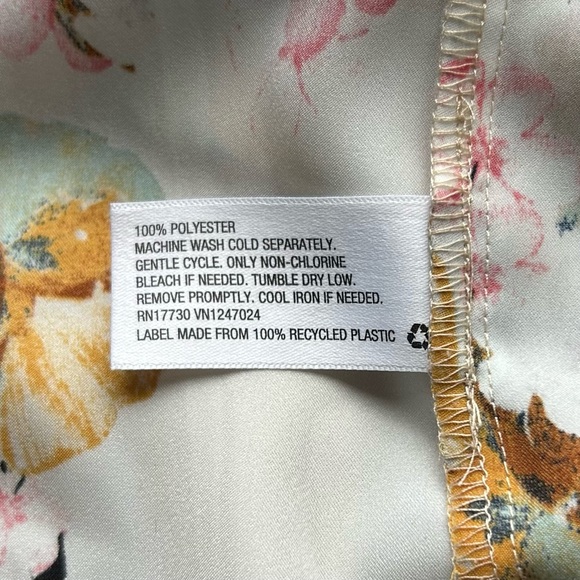 100% POLYESTER
MACHINE WASH COLD SEPARATELY.
GENTLE CYCLE. ONLY NON-CHLORINE
BLEACH IF NEEDED. TUMBLE DRY LOW.
REMOVE PROMPTLY. COOL IRON IF NEEDED.
RN17730 VN1247024
LABEL MADE FROM 100% RECYCLED PLASTIC